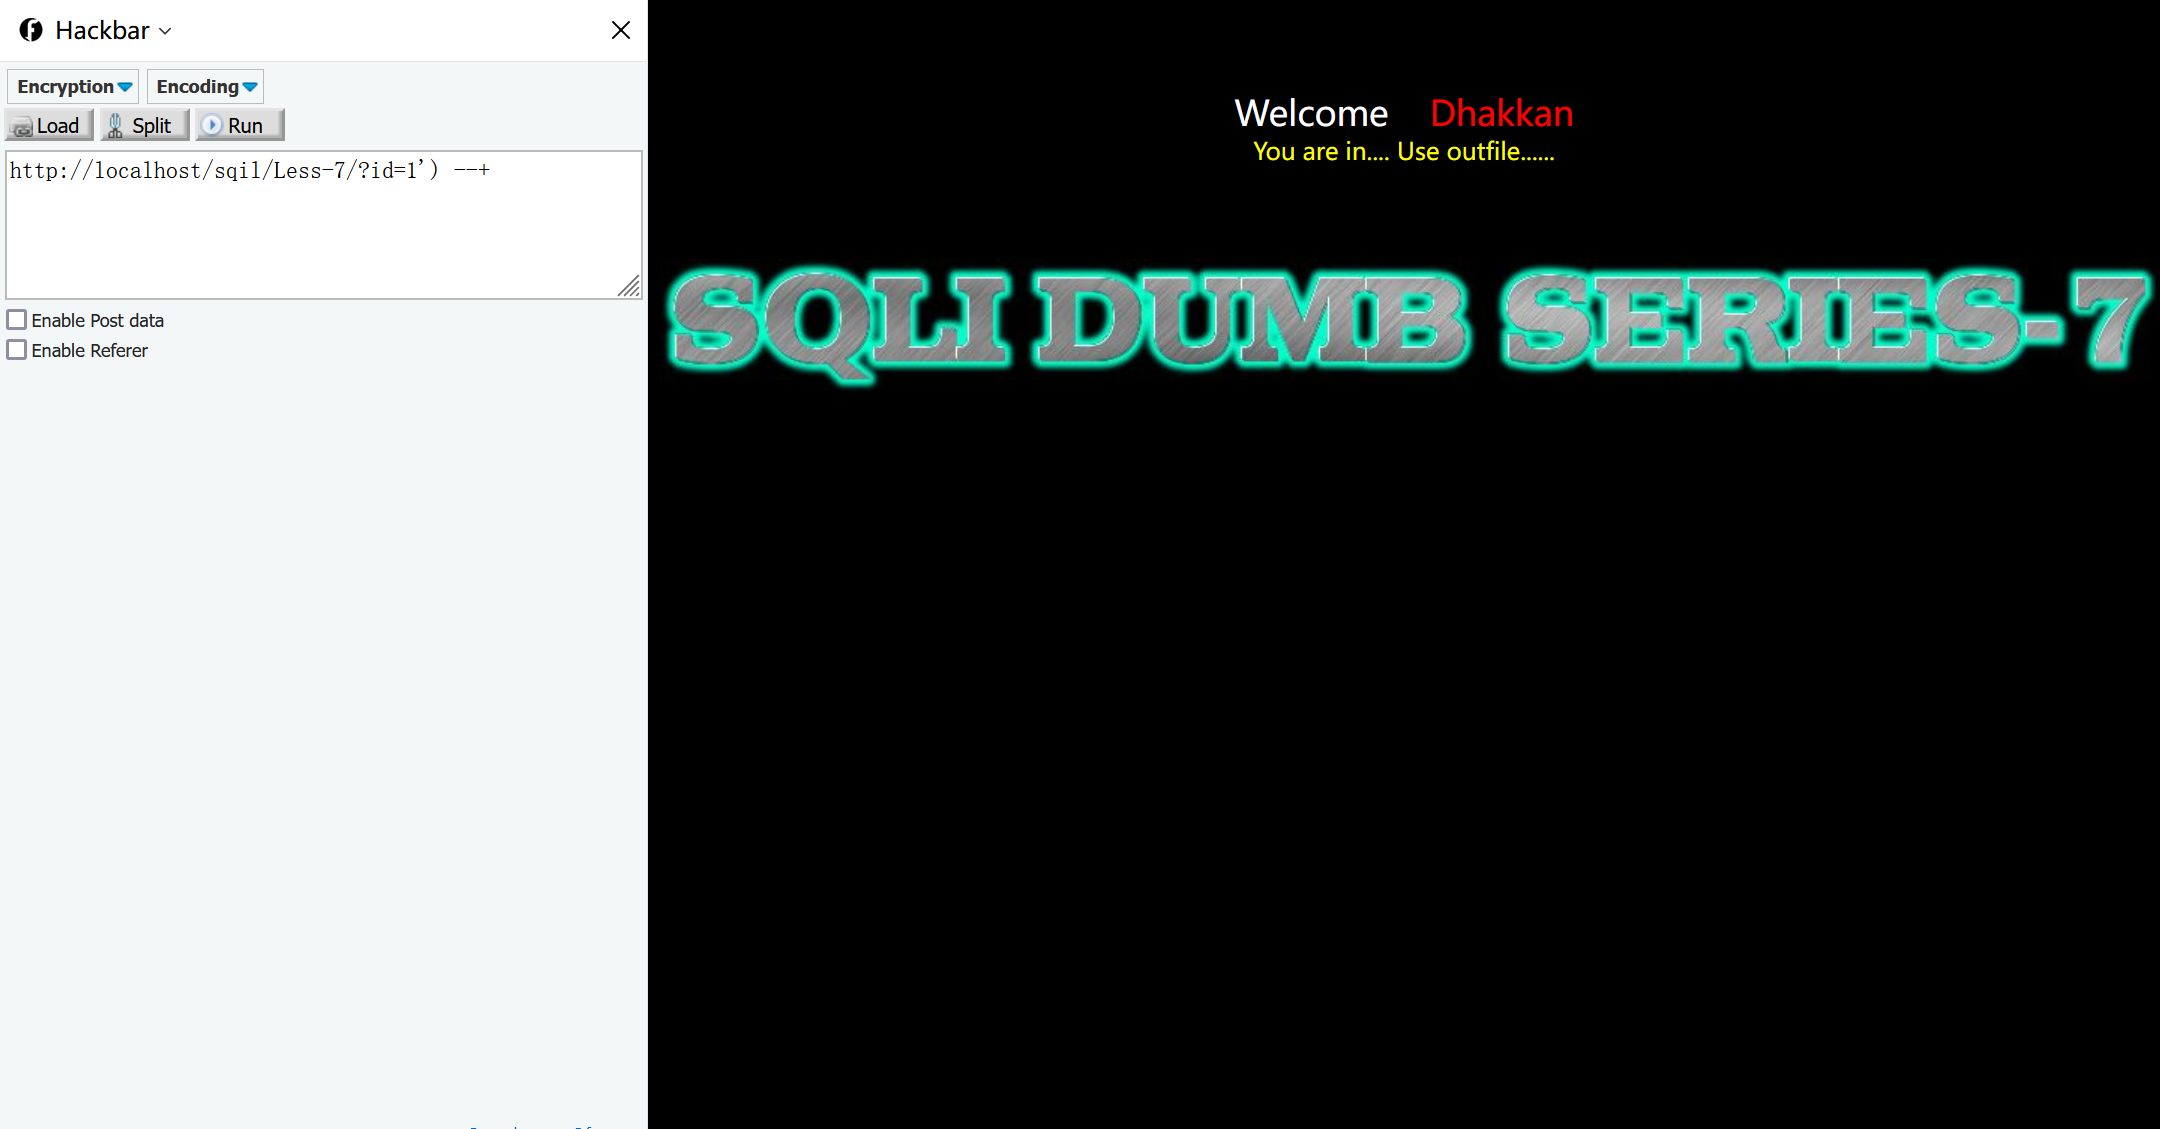 Hackbar
Encryption Encoding
Load Split Run
http://localhost/sqil/Less-7/?id=1') --+
Enable Post data
Enable Referer
Welcome Dhakkan
You are in.... Use outfile......
SQLI DUMB SERIES-7